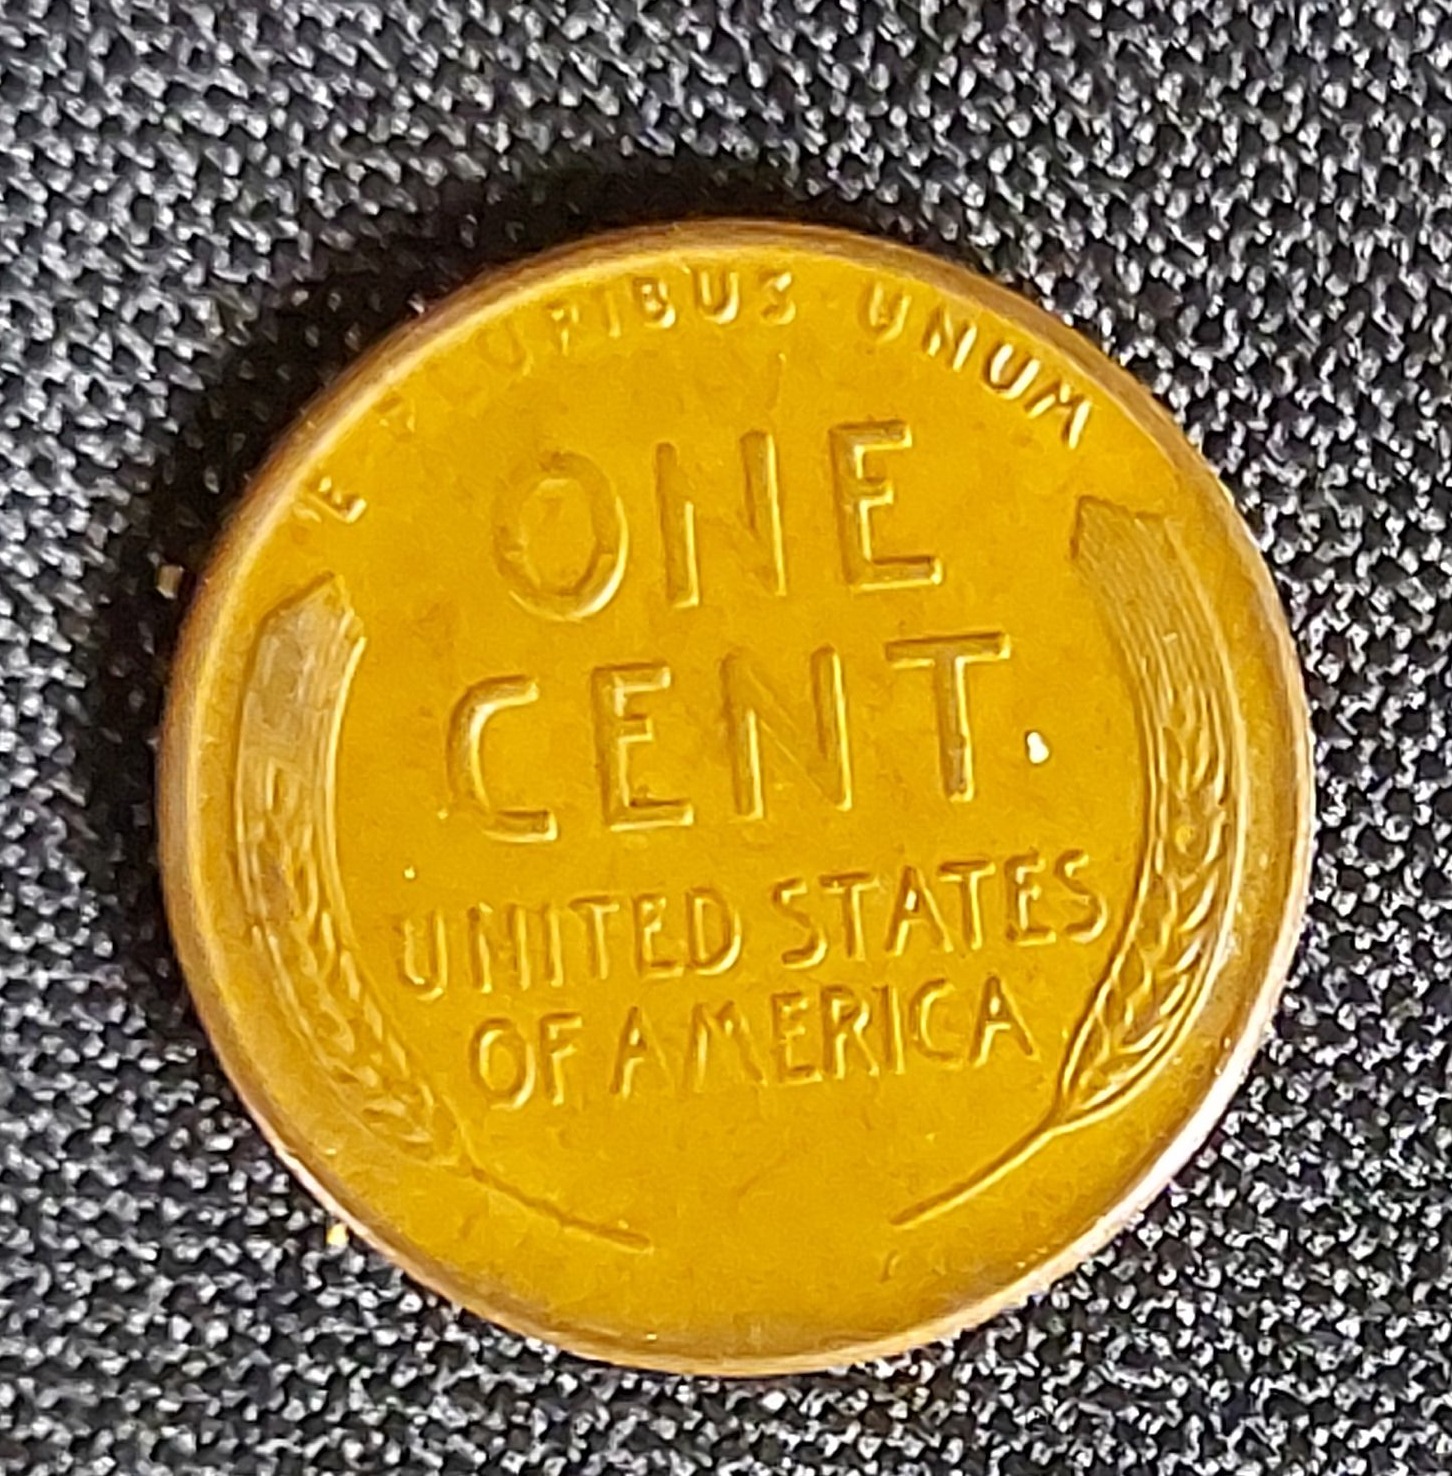 E PLURIBUS · UNUM
ONE
CENT
UNITED STATES
OF AMERICA